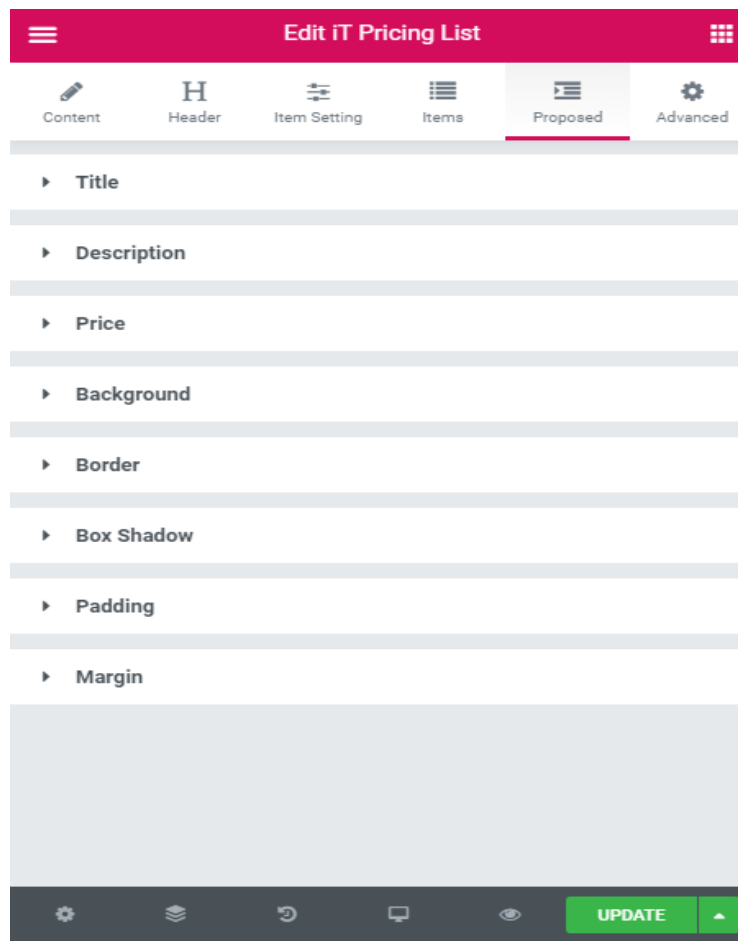 Edit iT Pricing List
Content Header Item Setting Items Proposed Advanced
Title
Description
Price
Background
Border
Box Shadow
Padding
Margin
UPDATE